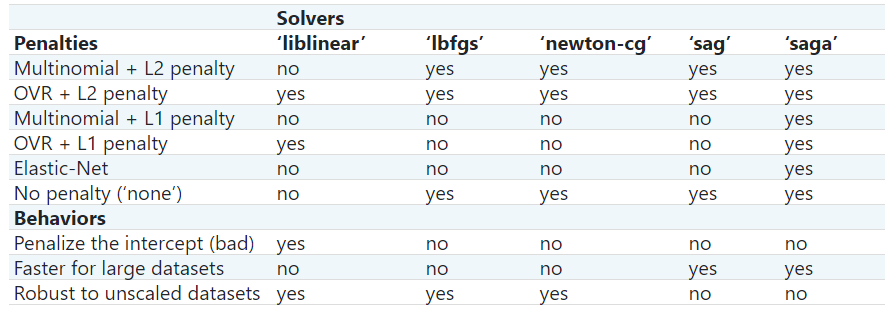 Solvers
Penalties ‘liblinear’ ‘lbfgs’ ‘newton-cg’ ‘sag’ ‘saga’
Multinomial + L2 penalty no yes yes yes yes
OVR + L2 penalty yes yes yes yes yes
Multinomial + L1 penalty no no no no yes
OVR + L1 penalty yes no no no yes
Elastic-Net no no no no yes
No penalty (‘none’) no yes yes yes yes
Behaviors
Penalize the intercept (bad) yes no no no no
Faster for large datasets no no no yes yes
Robust to unscaled datasets yes yes yes no no